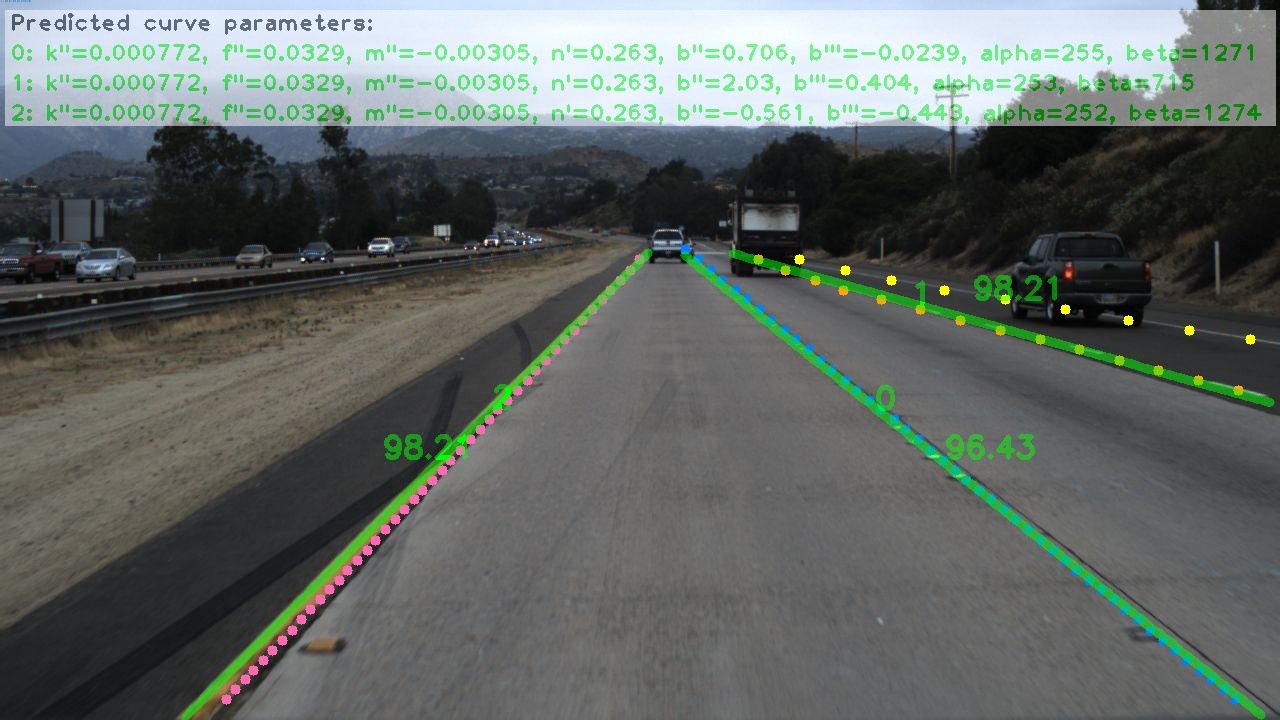 Predicted curve parameters:
0: k''=0.000772, f''=0.0329, m''=-0.00305, n'=0.263, b''=0.706, b'''=-0.0239, alpha=255, beta=1271
1: k''=0.000772, f''=0.0329, m''=-0.00305, n'=0.263, b''=2.03, b'''=0.404, alpha=253, beta=715
2: k''=0.000772, f''=0.0329, m''=-0.00305, n'=0.263, b''=-0.561, b'''=-0.443, alpha=252, beta=1274
1 98.21
2 0
98.21 96.43